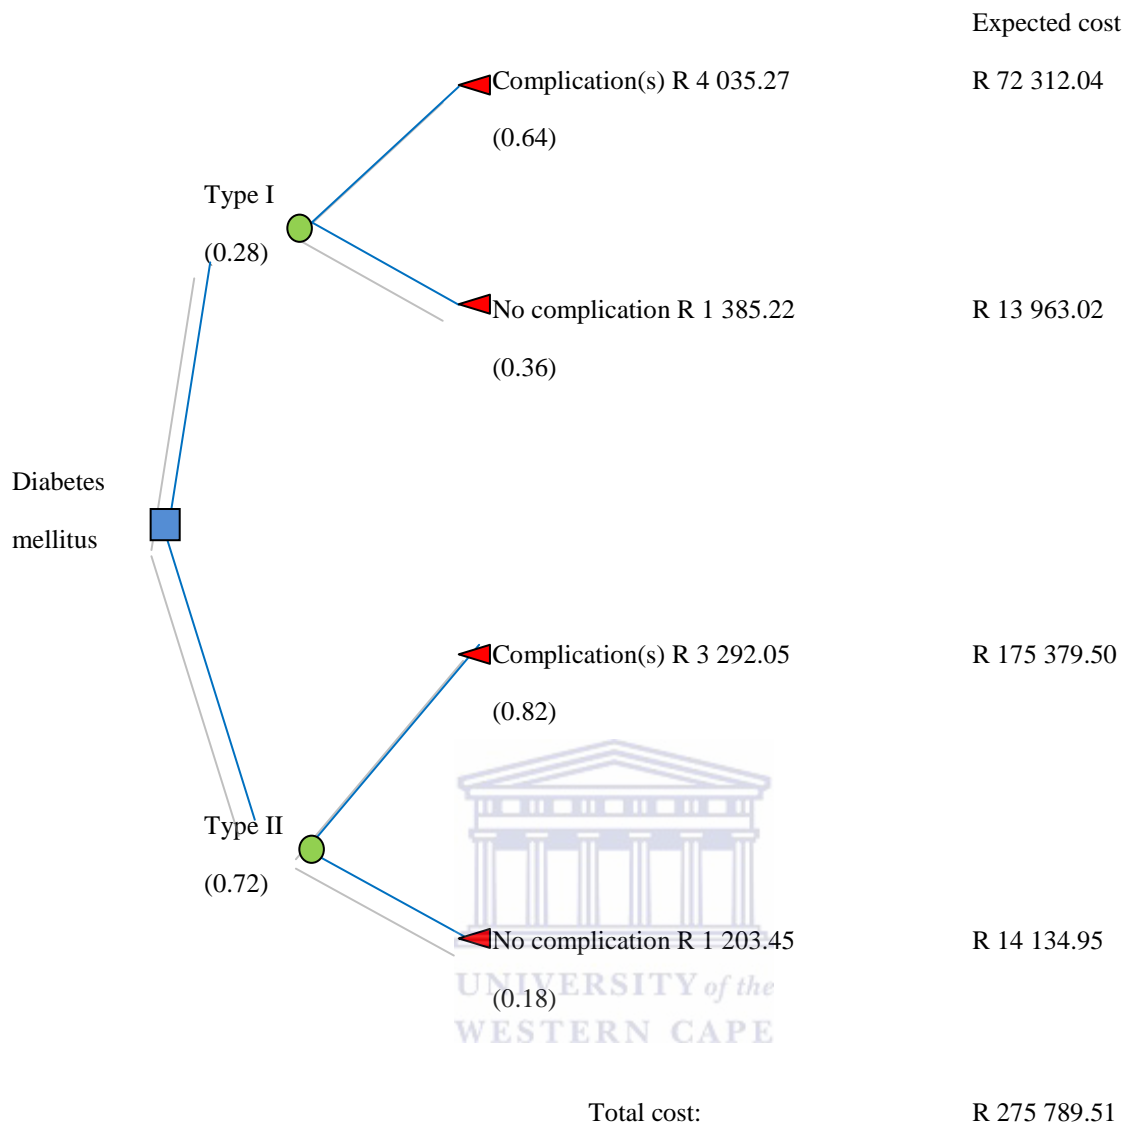 Expected cost
Complication(s) R 4 035.27 R 72 312.04
(0.64)
Type I
(0.28)
No complication R 1 385.22 R 13 963.02
(0.36)
Diabetes
mellitus
Complication(s) R 3 292.05 R 175 379.50
(0.82)
Type II
(0.72)
No complication R 1 203.45 R 14 134.95
UNIVERSITY of the
(0.18)
WESTERN CAPE
Total cost: R 275 789.51